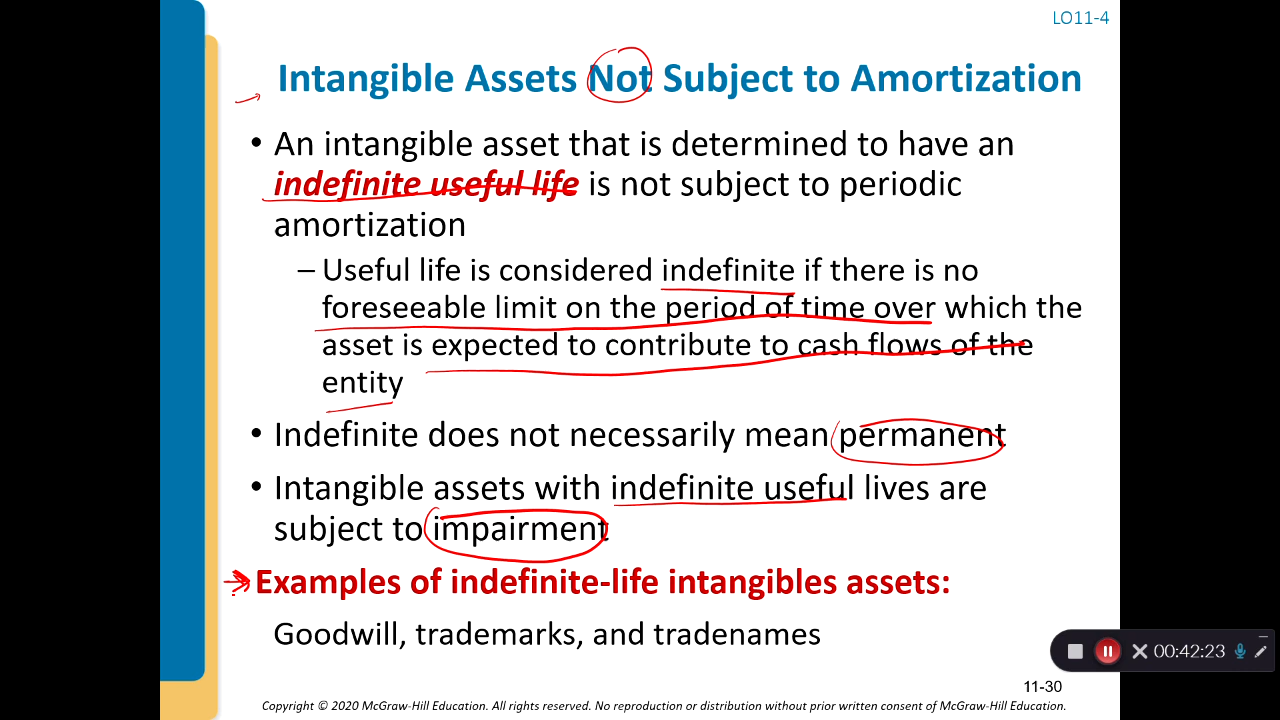 LO11-4
Intangible Assets Not Subject to Amortization
• An intangible asset that is determined to have an
indefinite useful life is not subject to periodic
amortization
– Useful life is considered indefinite if there is no
foreseeable limit on the period of time over which the
asset is expected to contribute to cash flows of the
entity
• Indefinite does not necessarily mean permanent
• Intangible assets with indefinite useful lives are
subject to impairment
Examples of indefinite-life intangibles assets:
Goodwill, trademarks, and tradenames
00:42:23
11-30
Copyright © 2020 McGraw-Hill Education. All rights reserved. No reproduction or distribution without prior written consent of McGraw-Hill Education.